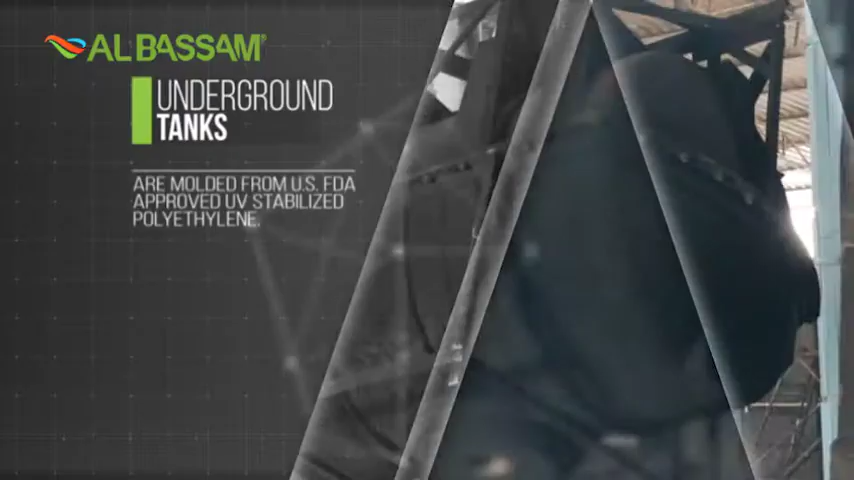 AL BASSAM®
UNDERGROUND
TANKS
ARE MOLDED FROM U.S. FDA
APPROVED UV STABILIZED
POLYETHYLENE.